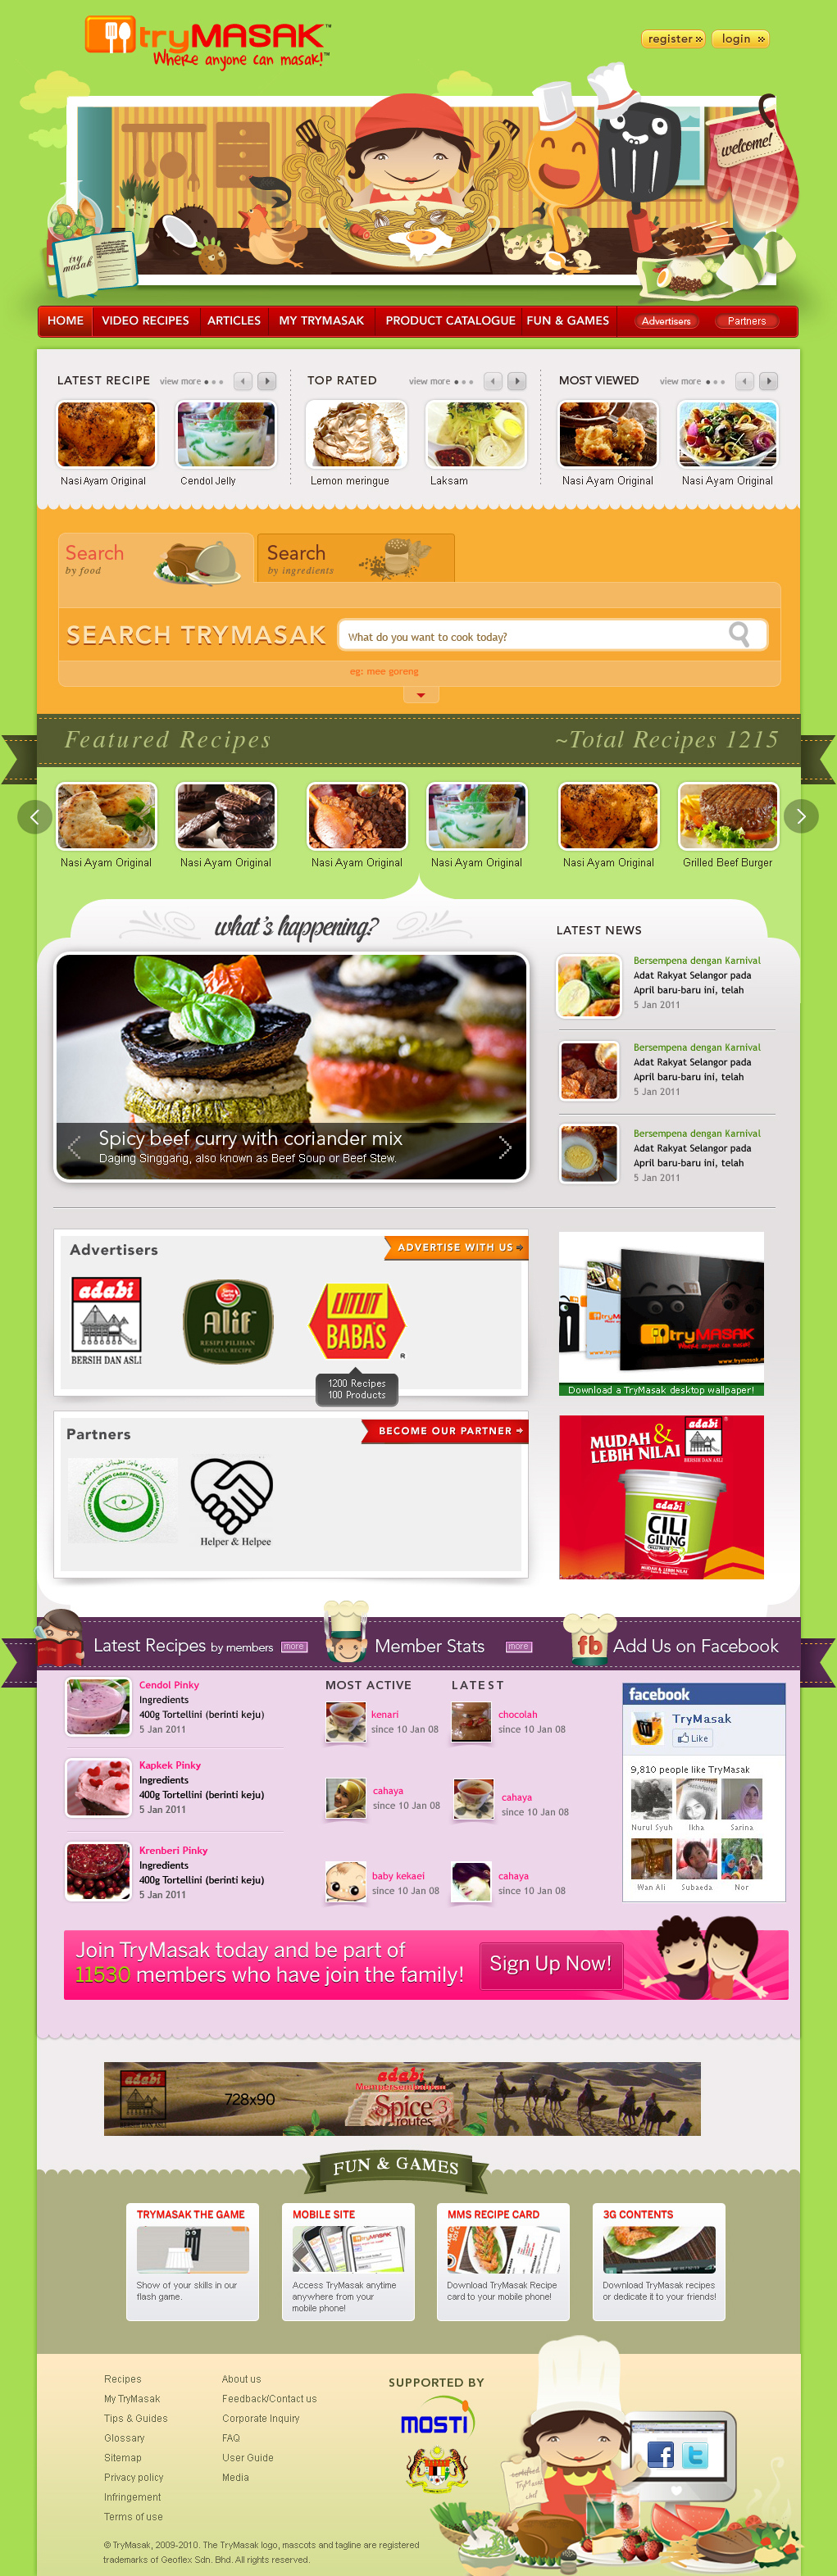 tryMASAK™
Where anyone can masak!™
register »
login »
welcome!
try masak
HOME
VIDEO RECIPES
ARTICLES
MY TRYMASAK
PRODUCT CATALOGUE
FUN & GAMES
Advertisers
Partners
LATEST RECIPE
view more
TOP RATED
view more
MOST VIEWED
view more
Nasi Ayam Original
Cendol Jelly
Lemon meringue
Laksam
Nasi Ayam Original
Nasi Ayam Original
Search
by food
Search
by ingredients
SEARCH TRYMASAK
What do you want to cook today?
eg: mee goreng
Featured Recipes
~Total Recipes 1215
Nasi Ayam Original
Nasi Ayam Original
Nasi Ayam Original
Nasi Ayam Original
Nasi Ayam Original
Grilled Beef Burger
what's happening?
Spicy beef curry with coriander mix
Daging Singgang, also known as Beef Soup or Beef Stew.
LATEST NEWS
Bersempena dengan Karnival
Adat Rakyat Selangor pada
April baru-baru ini, telah
5 Jan 2011
Bersempena dengan Karnival
Adat Rakyat Selangor pada
April baru-baru ini, telah
5 Jan 2011
Bersempena dengan Karnival
Adat Rakyat Selangor pada
April baru-baru ini, telah
5 Jan 2011
Advertisers
ADVERTISE WITH US
adabi
BERSIH DAN ASLI
Alif™
RESIPI PILIHAN
SPECIAL RECIPE
BABA'S
®
1200 Recipes
100 Products
tryMASAK
Where anyone can masak!
www.trymasak.m
Download a TryMasak desktop wallpaper!
Partners
BECOME OUR PARTNER
Helper & Helpee
MUDAH &
LEBIH NILAI
adabi
BERSIH DAN ASLI
adabi
CILI
GILING
MUDAH & LEBIH NILAI
Latest Recipes by members
more
Member Stats
more
fb
Add Us on Facebook
Cendol Pinky
Ingredients
400g Tortellini (berinti keju)
5 Jan 2011
Kapkek Pinky
Ingredients
400g Tortellini (berinti keju)
5 Jan 2011
Krenberi Pinky
Ingredients
400g Tortellini (berinti keju)
5 Jan 2011
MOST ACTIVE
kenari
since 10 Jan 08
cahaya
since 10 Jan 08
baby kekaei
since 10 Jan 08
LATEST
chocolah
since 10 Jan 08
cahaya
since 10 Jan 08
cahaya
since 10 Jan 08
facebook
TryMasak
Like
9,810 people like TryMasak
Nurul Syuh
Ikha
Sarina
Wan Ali
Subaeda
Nor
Join TryMasak today and be part of
11530 members who have join the family!
Sign Up Now!
BERSIH DAN ASLI
728x90
adabi
Mempersembahkan
Spice 3
routes
FUN & GAMES
TRYMASAK THE GAME
Show of your skills in our
flash game.
MOBILE SITE
tryMASAK
Access TryMasak anytime
anywhere from your
mobile phone!
MMS RECIPE CARD
Download TryMasak Recipe
card to your mobile phone!
3G CONTENTS
Download TryMasak recipes
or dedicate it to your friends!
Recipes
My TryMasak
Tips & Guides
Glossary
Sitemap
Privacy policy
Infringement
Terms of use
About us
Feedback/Contact us
Corporate Inquiry
FAQ
User Guide
Media
SUPPORTED BY
MOSTI
certified
TryMasak
chef
© TryMasak, 2009-2010. The TryMasak logo, mascots and tagline are registered
trademarks of Geoflex Sdn. Bhd. All rights reserved.